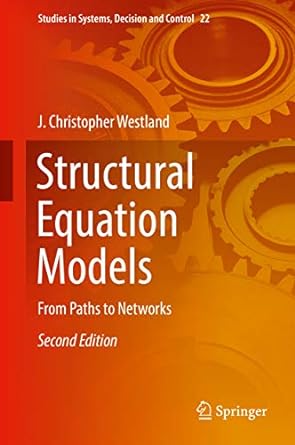 Studies in Systems, Decision and Control 22
J. Christopher Westland
Structural
Equation
Models
From Paths to Networks
Second Edition
Springer